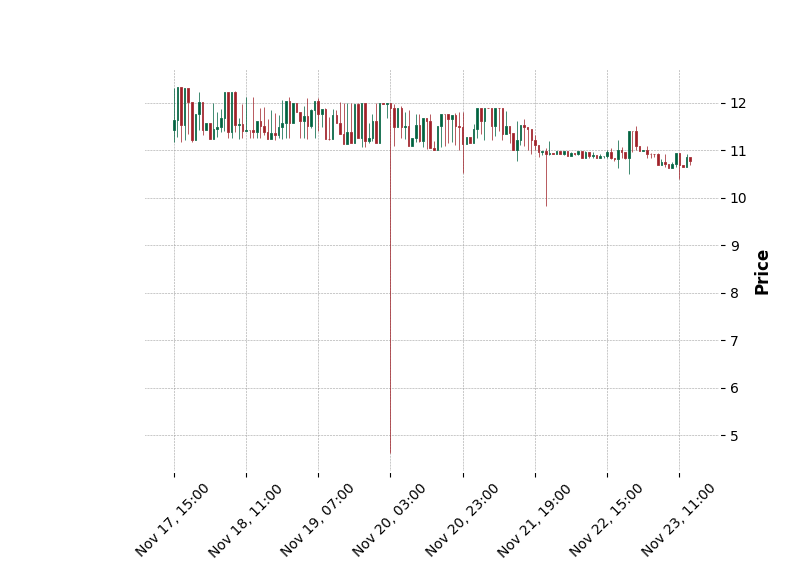 12
11
10
9
8
7
6
5
Price
Nov 17, 15:00
Nov 18, 11:00
Nov 19, 07:00
Nov 20, 03:00
Nov 20, 23:00
Nov 21, 19:00
Nov 22, 15:00
Nov 23, 11:00